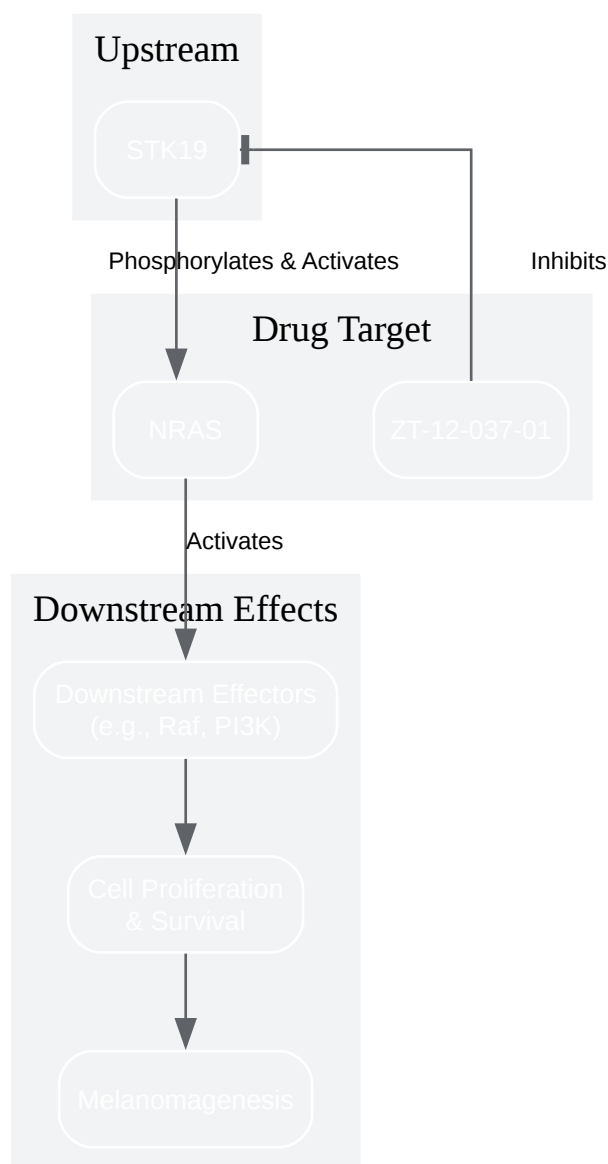 Upstream
STK19
Phosphorylates & Activates
Inhibits
Drug Target
NRAS
ZT-12-037-01
Activates
Downstream Effects
Downstream Effectors
(e.g., Raf, PI3K)
Cell Proliferation
& Survival
Melanomagenesis